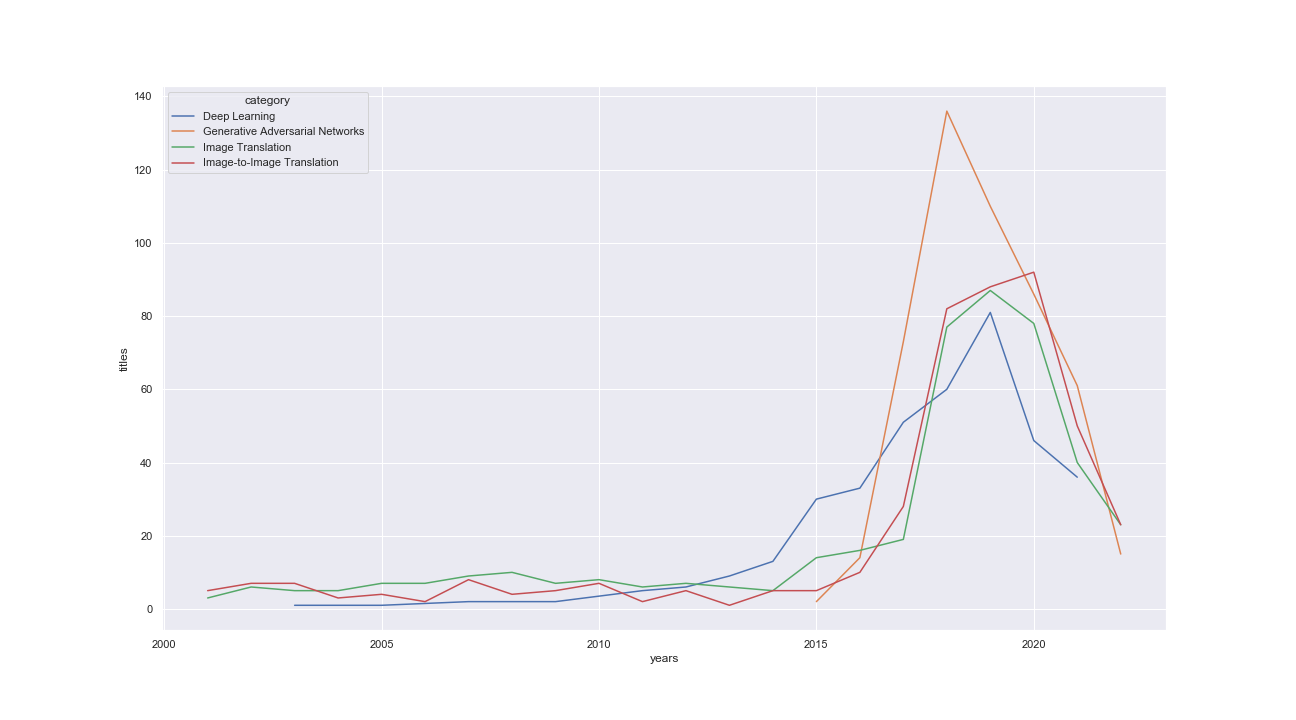 category
Deep Learning
Generative Adversarial Networks
Image Translation
Image-to-Image Translation
140
120
100
80
60
40
20
0
titles
2000 2005 2010 2015 2020
years